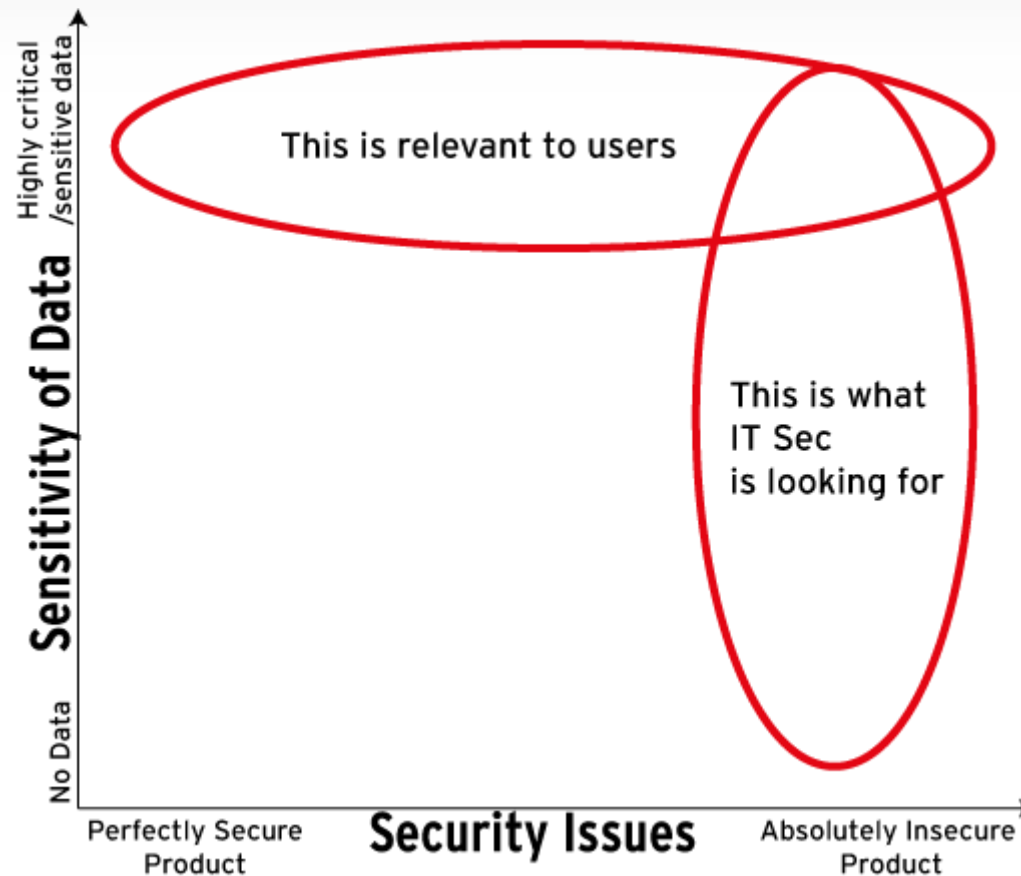 Highly critical
/sensitive data
This is relevant to users
Sensitivity of Data
This is what
IT Sec
is looking for
No Data
Perfectly Secure
Product
Security Issues
Absolutely Insecure
Product